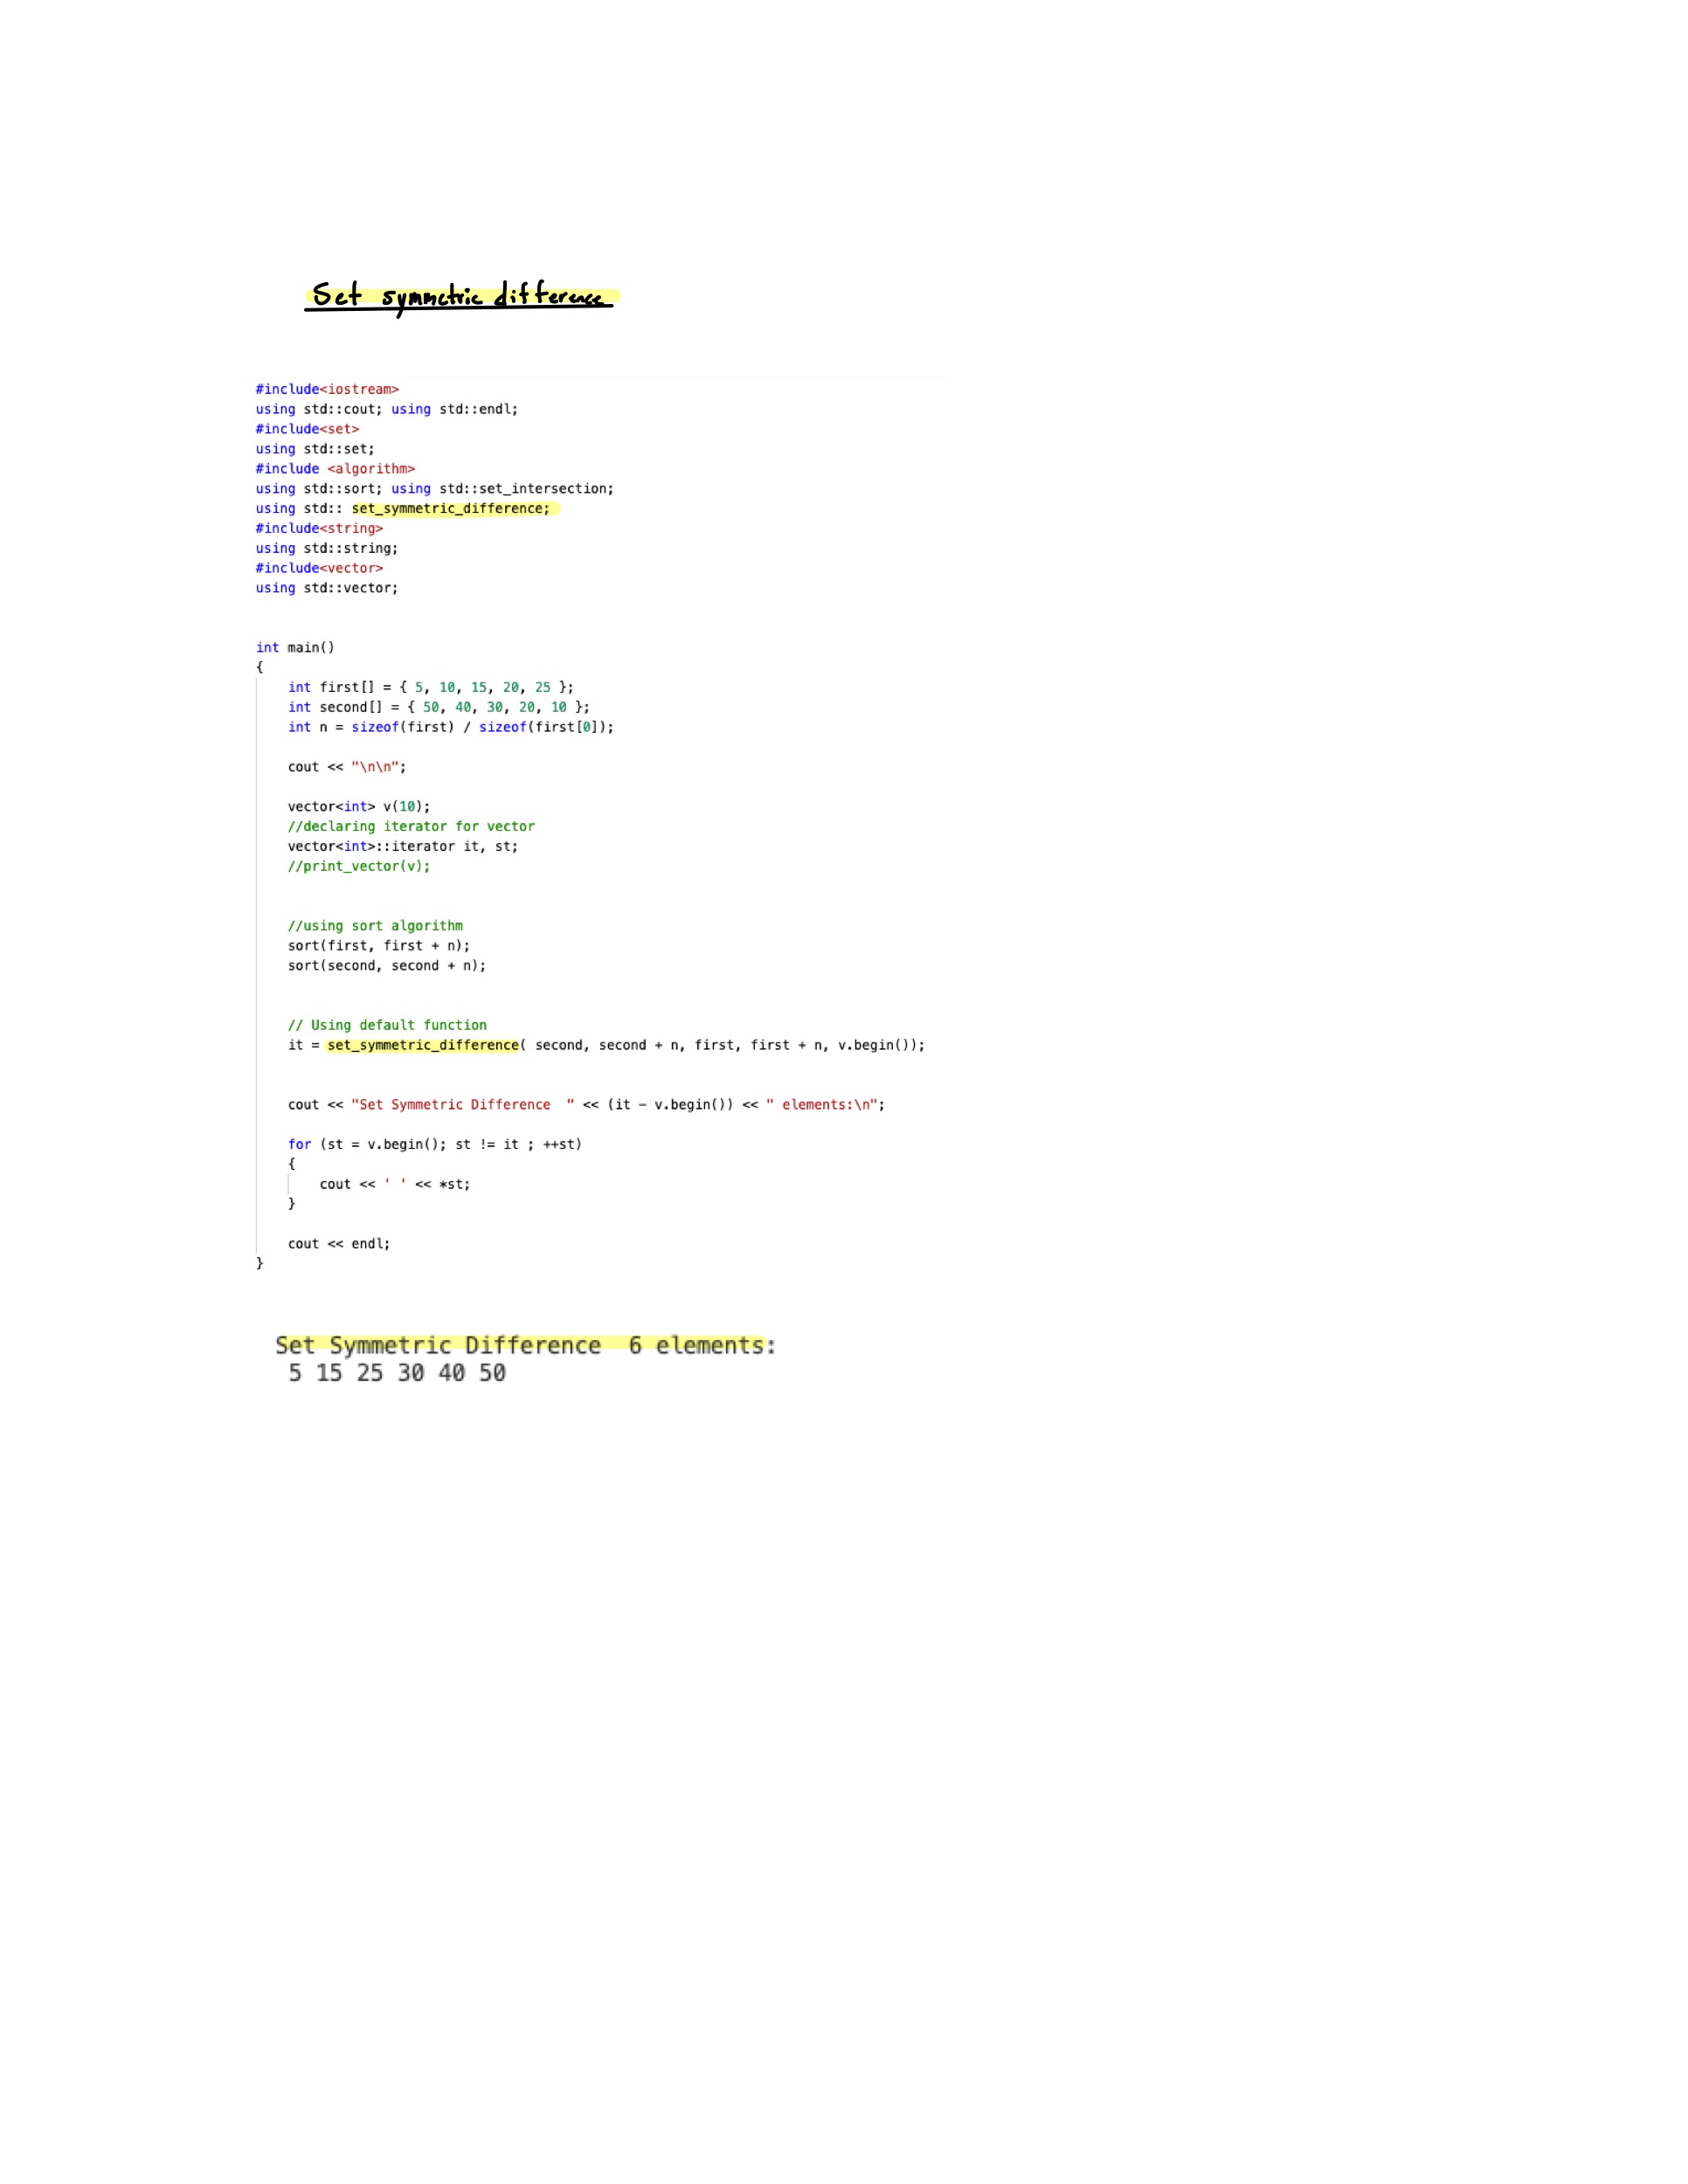 Set symmetric difference
#include<iostream>
using std::cout; using std::endl;
#include<set>
using std::set;
#include <algorithm>
using std::sort; using std::set_intersection;
using std:: set_symmetric_difference;
#include<string>
using std::string;
#include<vector>
using std::vector;
int main()
{
int first[] = { 5, 10, 15, 20, 25 };
int second[] = { 50, 40, 30, 20, 10 };
int n = sizeof(first) / sizeof(first[0]);
cout << "\n\n";
vector<int> v(10);
//declaring iterator for vector
vector<int>::iterator it, st;
//print_vector(v);
//using sort algorithm
sort(first, first + n);
sort(second, second + n);
// Using default function
it = set_symmetric_difference( second, second + n, first, first + n, v.begin());
cout << "Set Symmetric Difference  " << (it - v.begin()) << " elements:\n";
for (st = v.begin(); st != it ; ++st)
{
cout << ' ' << *st;
}
cout << endl;
}
Set Symmetric Difference  6 elements:
5 15 25 30 40 50